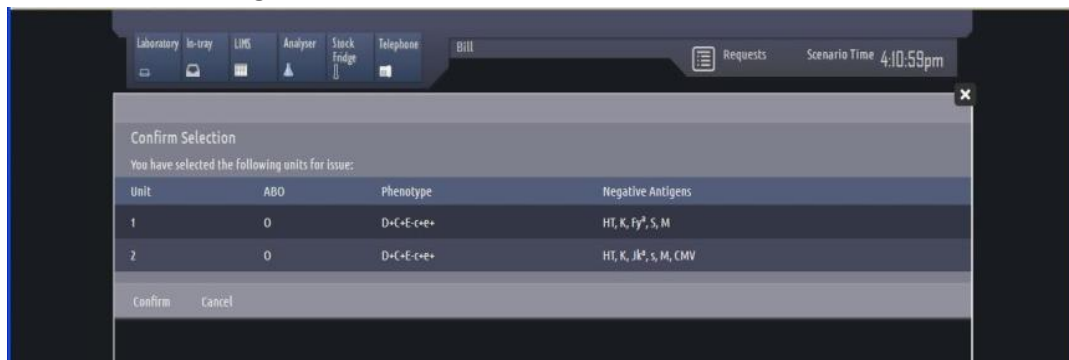 Laboratory In-tray LIMS Analyser Stock Fridge Telephone Bill Requests Scenario Time 4:10:59pm
Confirm Selection
You have selected the following units for issue:
Unit ABO Phenotype Negative Antigens
1 O D+C+E-c+e+ HT, K, Fyª, S, M
2 O D+C+E-c+e+ HT, K, Jkª, s, M, CMV
Confirm Cancel